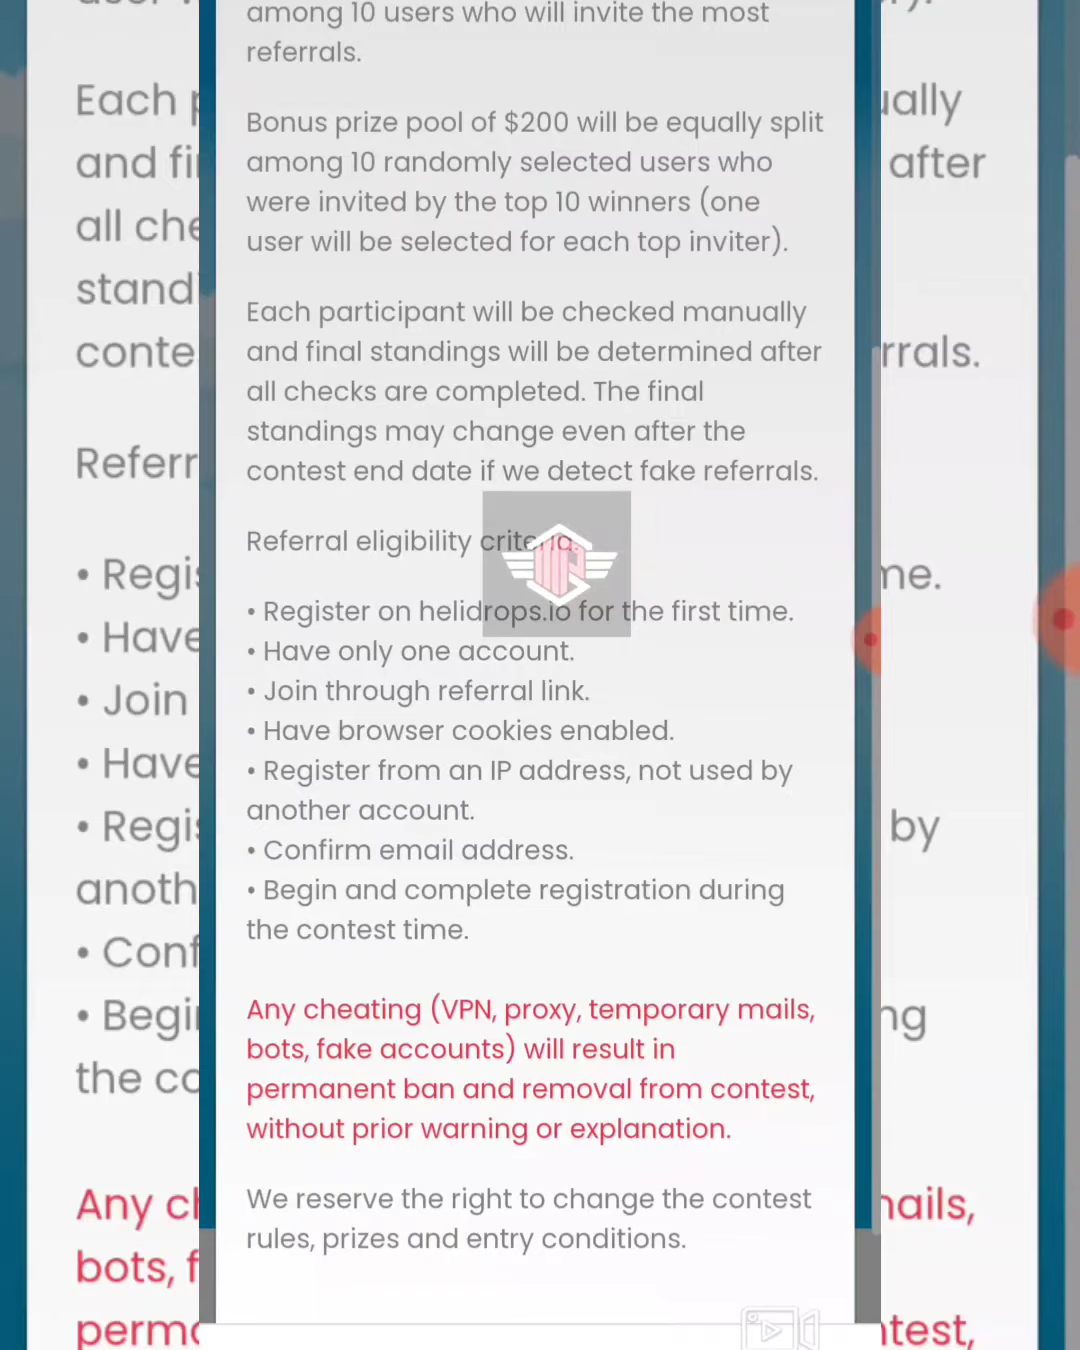 among 10 users who will invite the most
referrals.
Bonus prize pool of $200 will be equally split
among 10 randomly selected users who
were invited by the top 10 winners (one
user will be selected for each top inviter).
Each participant will be checked manually
and final standings will be determined after
all checks are completed. The final
standings may change even after the
contest end date if we detect fake referrals.
Referral eligibility criteria:
• Register on helidrops.io for the first time.
• Have only one account.
• Join through referral link.
• Have browser cookies enabled.
• Register from an IP address, not used by
another account.
• Confirm email address.
• Begin and complete registration during
the contest time.
Any cheating (VPN, proxy, temporary mails,
bots, fake accounts) will result in
permanent ban and removal from contest,
without prior warning or explanation.
We reserve the right to change the contest
rules, prizes and entry conditions.